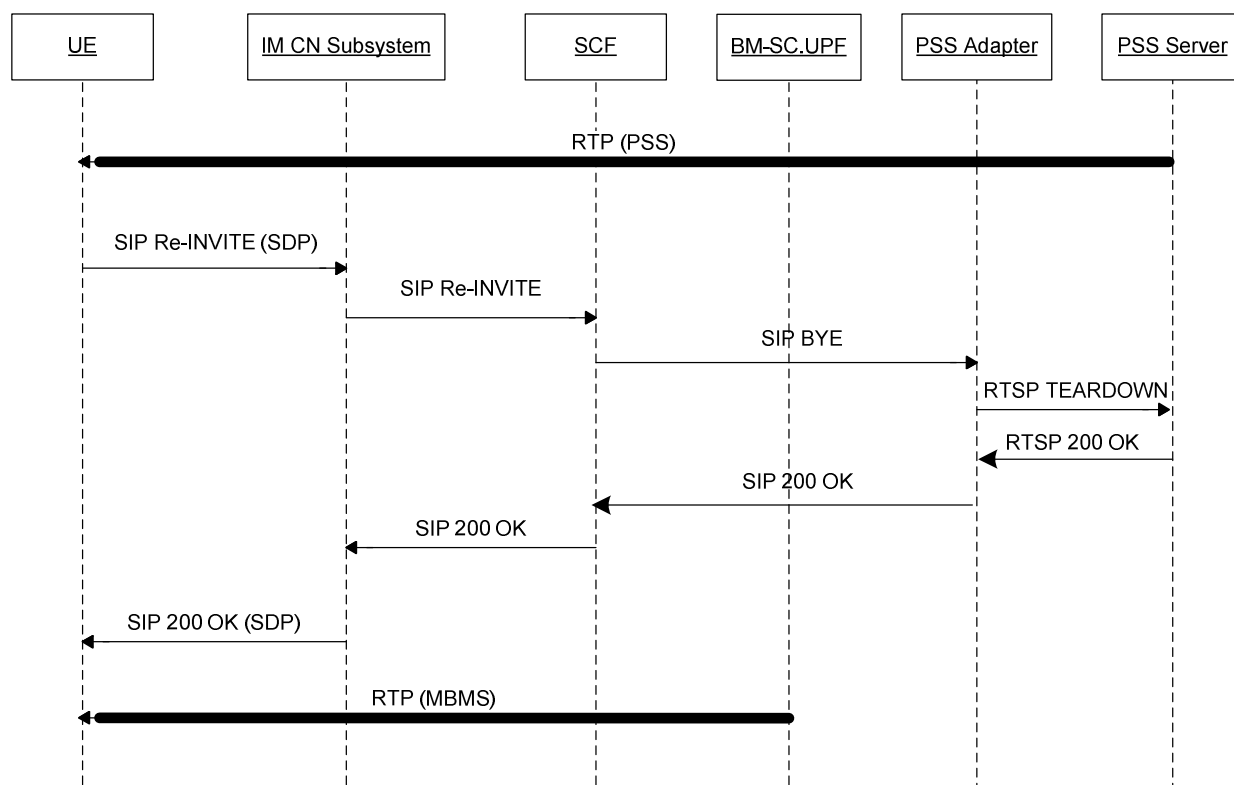 UE
IM CN Subsystem
SCF
BM-SC.UPF
PSS Adapter
PSS Server
RTP (PSS)
SIP Re-INVITE (SDP)
SIP Re-INVITE
SIP BYE
RTSP TEARDOWN
RTSP 200 OK
SIP 200 OK
SIP 200 OK
SIP 200 OK (SDP)
RTP (MBMS)